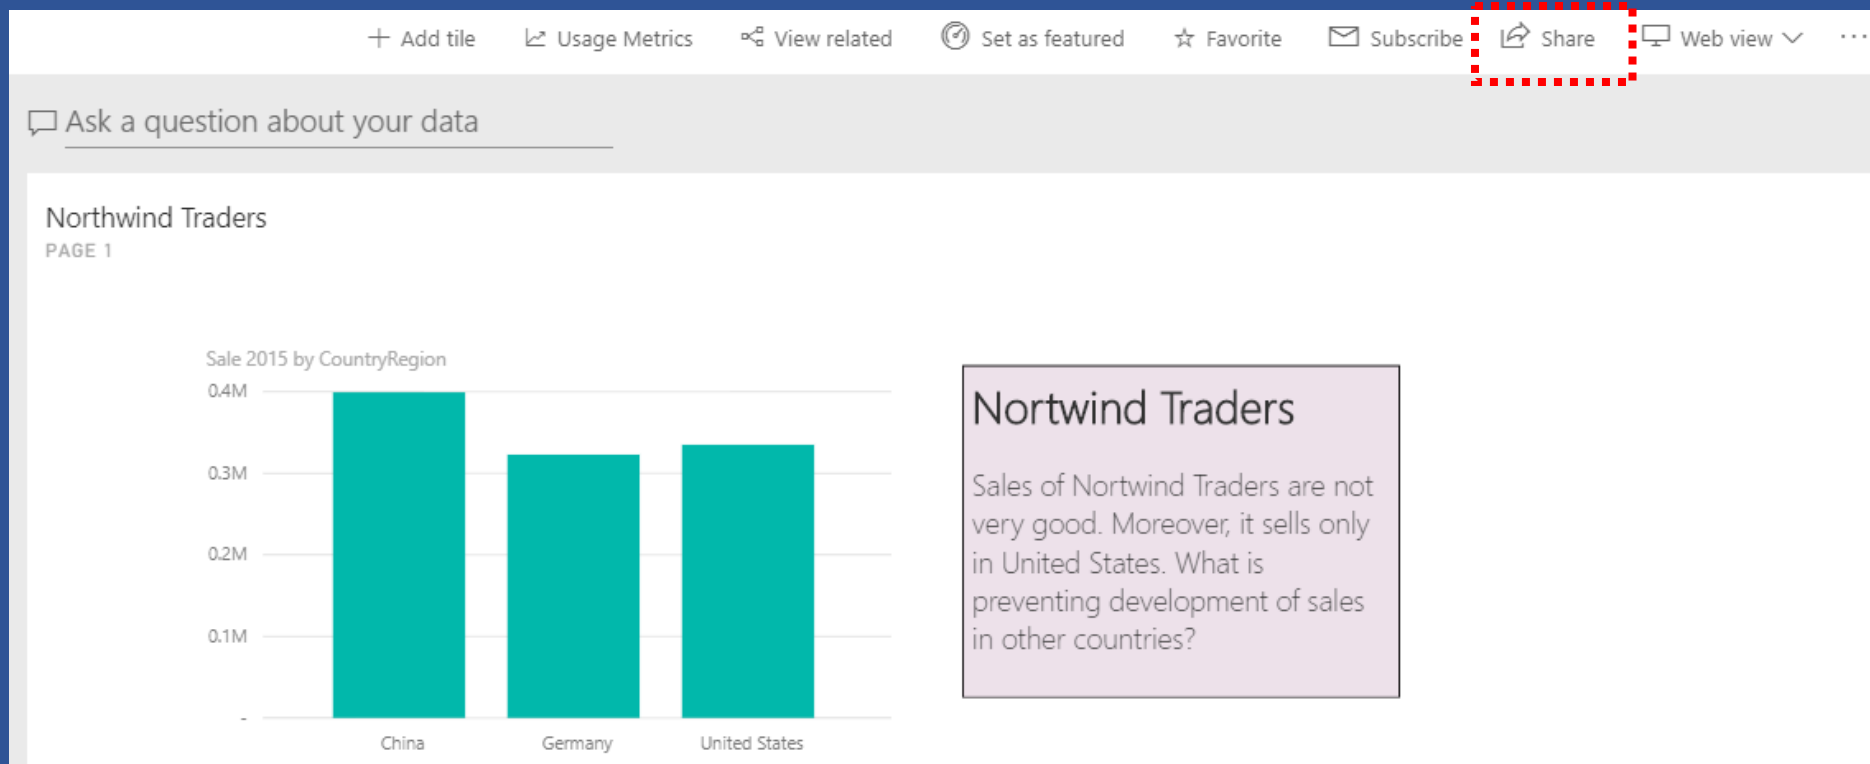 Add tile Usage Metrics View related Set as featured Favorite Subscribe Share Web view ...
Ask a question about your data
Northwind Traders
PAGE 1
Sale 2015 by CountryRegion
0.4M
0.3M
0.2M
0.1M
-
China Germany United States
Nortwind Traders
Sales of Nortwind Traders are not
very good. Moreover, it sells only
in United States. What is
preventing development of sales
in other countries?